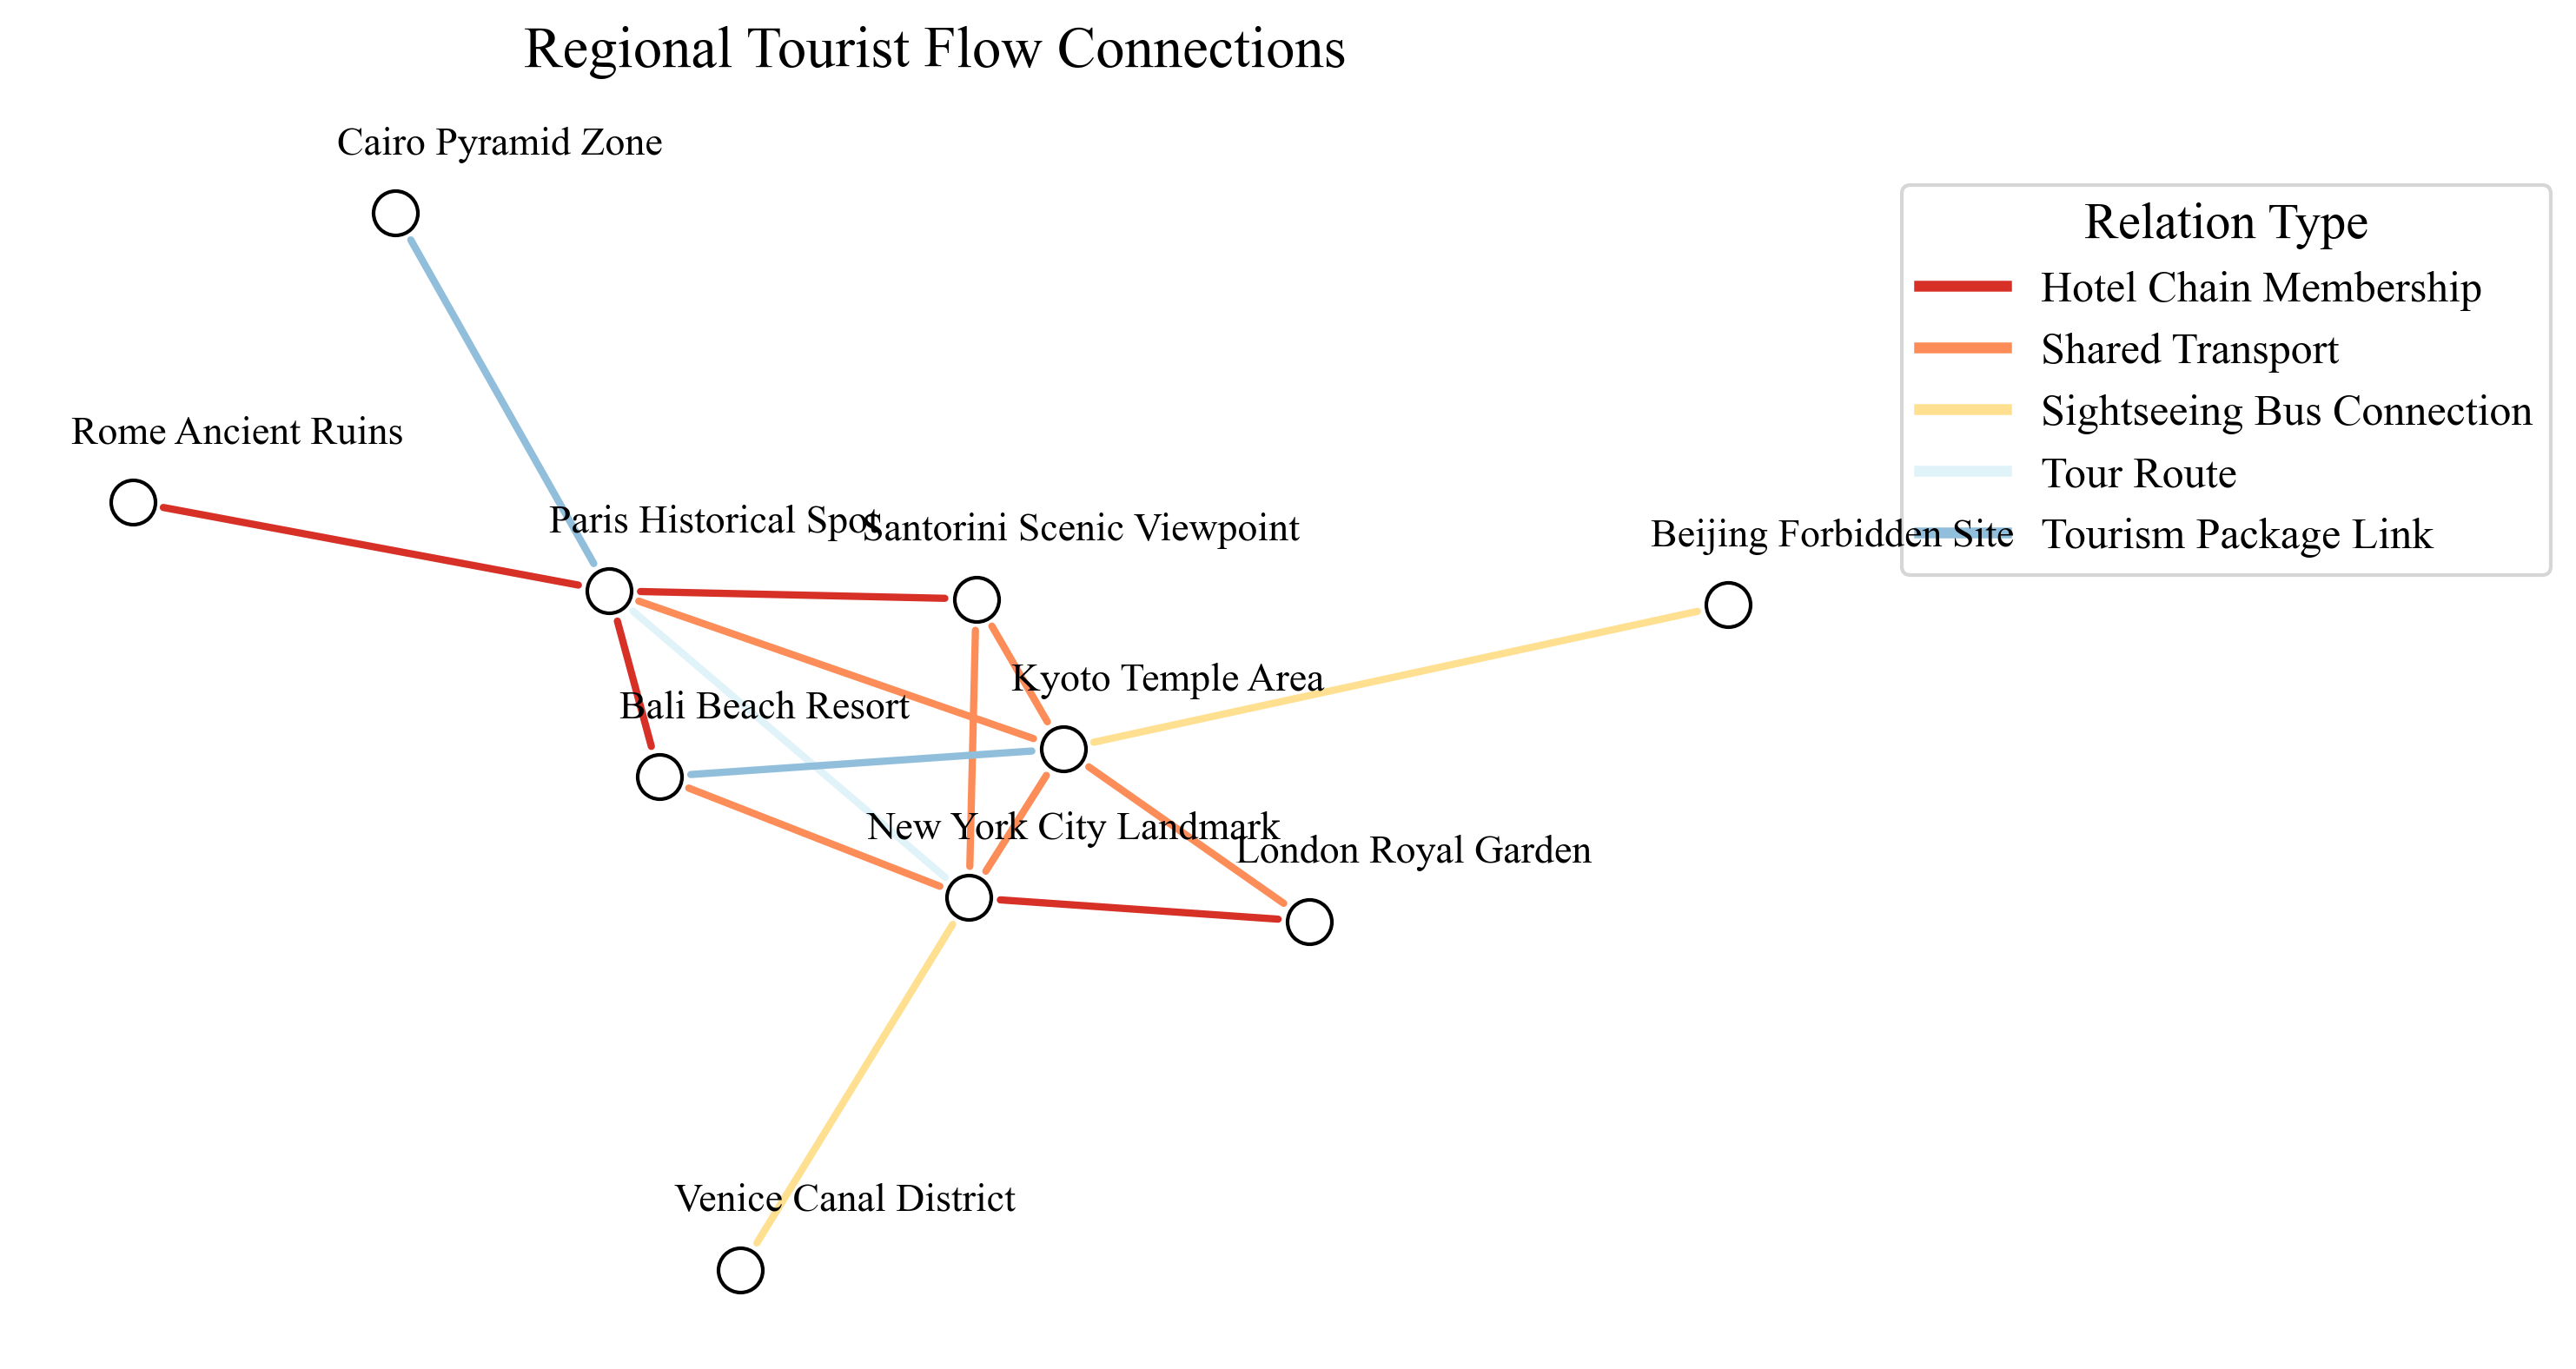 Regional Tourist Flow Connections
Cairo Pyramid Zone
Rome Ancient Ruins
Paris Historical Spot
Santorini Scenic Viewpoint
Beijing Forbidden Site
Kyoto Temple Area
Bali Beach Resort
New York City Landmark
London Royal Garden
Venice Canal District
Relation Type
Hotel Chain Membership
Shared Transport
Sightseeing Bus Connection
Tour Route
Tourism Package Link